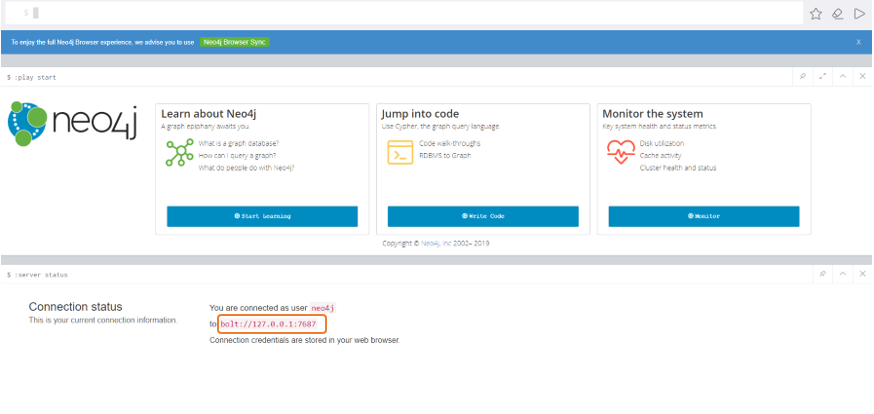 $
To enjoy the full Neo4j Browser experience, we advise you to use Neo4j Browser Sync x
$ :play start
neo4j
Learn about Neo4j
A graph epiphany awaits you.
What is a graph database?
How can I query a graph?
What do people do with Neo4j?
Start Learning
Jump into code
Use Cypher, the graph query language.
Code walk-throughs
RDBMS to Graph
Write Code
Monitor the system
Key system health and status metrics.
Disk utilization
Cache activity
Cluster health and status
Monitor
Copyright © Neo4j, Inc 2002–2019
$ :server status
Connection status
This is your current connection information.
You are connected as user neo4j
to bolt://127.0.0.1:7687
Connection credentials are stored in your web browser.